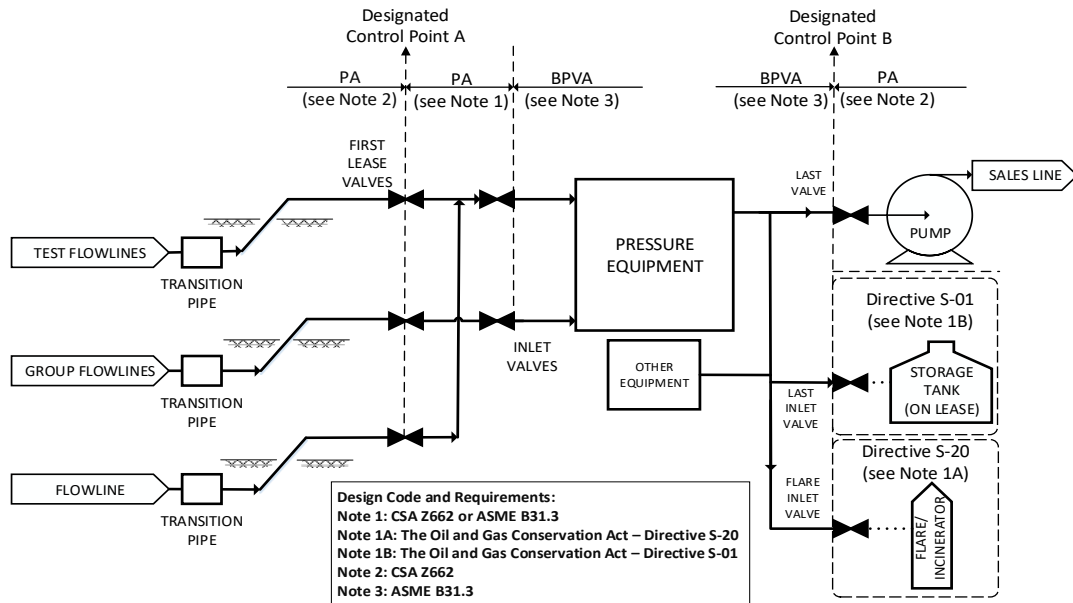 Designated
Control Point A
Designated
Control Point B
PA
(see Note 2)
PA
(see Note 1)
BPVA
(see Note 3)
BPVA
(see Note 3)
PA
(see Note 2)
FIRST
LEASE
VALVES
LAST
VALVE
SALES LINE
PUMP
TEST FLOWLINES
TRANSITION
PIPE
PRESSURE
EQUIPMENT
Directive S-01
(see Note 1B)
INLET
VALVES
GROUP FLOWLINES
TRANSITION
PIPE
OTHER
EQUIPMENT
LAST
INLET
VALVE
STORAGE
TANK
(ON LEASE)
Directive S-20
(see Note 1A)
FLOWLINE
TRANSITION
PIPE
FLARE
INLET
VALVE
FLARE/
INCINERATOR
Design Code and Requirements:
Note 1: CSA Z662 or ASME B31.3
Note 1A: The Oil and Gas Conservation Act – Directive S-20
Note 1B: The Oil and Gas Conservation Act – Directive S-01
Note 2: CSA Z662
Note 3: ASME B31.3